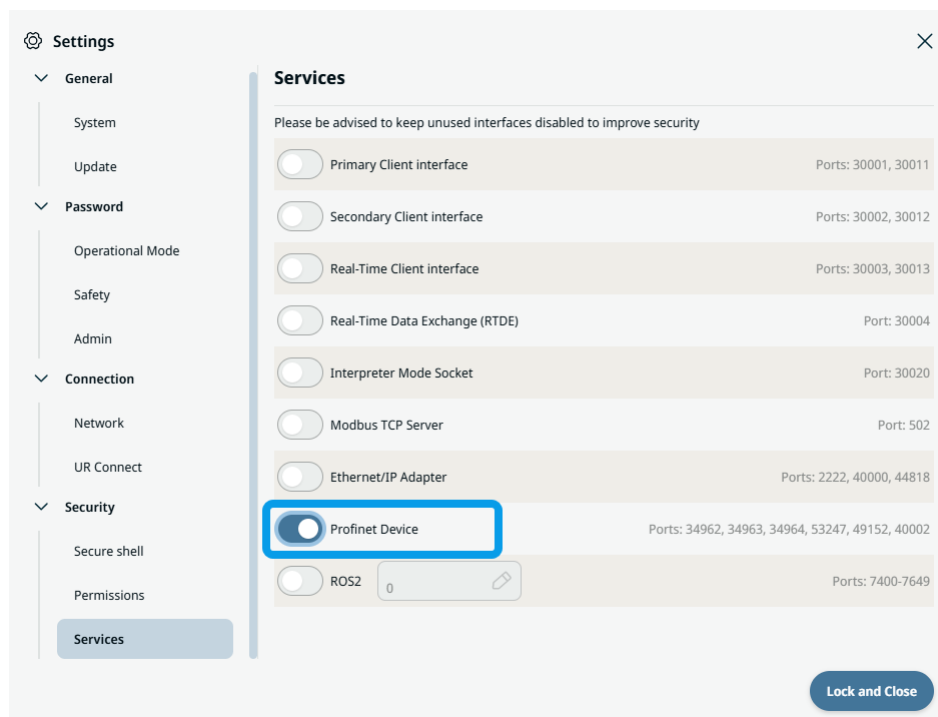 Settings
General
System
Update
Password
Operational Mode
Safety
Admin
Connection
Network
UR Connect
Security
Secure shell
Permissions
Services
Services
Please be advised to keep unused interfaces disabled to improve security
Primary Client interface Ports: 30001, 30011
Secondary Client interface Ports: 30002, 30012
Real-Time Client interface Ports: 30003, 30013
Real-Time Data Exchange (RTDE) Port: 30004
Interpreter Mode Socket Port: 30020
Modbus TCP Server Port: 502
Ethernet/IP Adapter Ports: 2222, 40000, 44818
Profinet Device Ports: 34962, 34963, 34964, 53247, 49152, 40002
ROS2 0 Ports: 7400-7649
Lock and Close